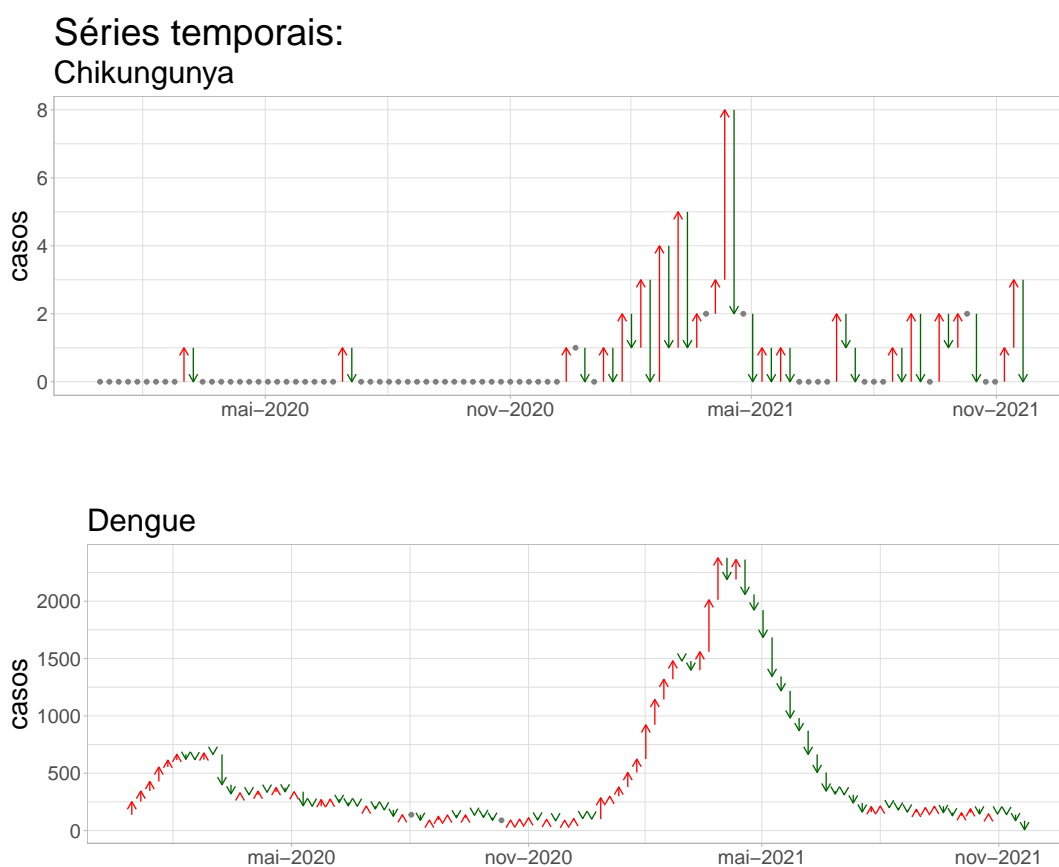 Séries temporais:
Chikungunya
8
6
4
2
0
casos
mai−2020 nov−2020 mai−2021 nov−2021
Dengue
2000
1500
1000
500
0
casos
mai−2020 nov−2020 mai−2021 nov−2021